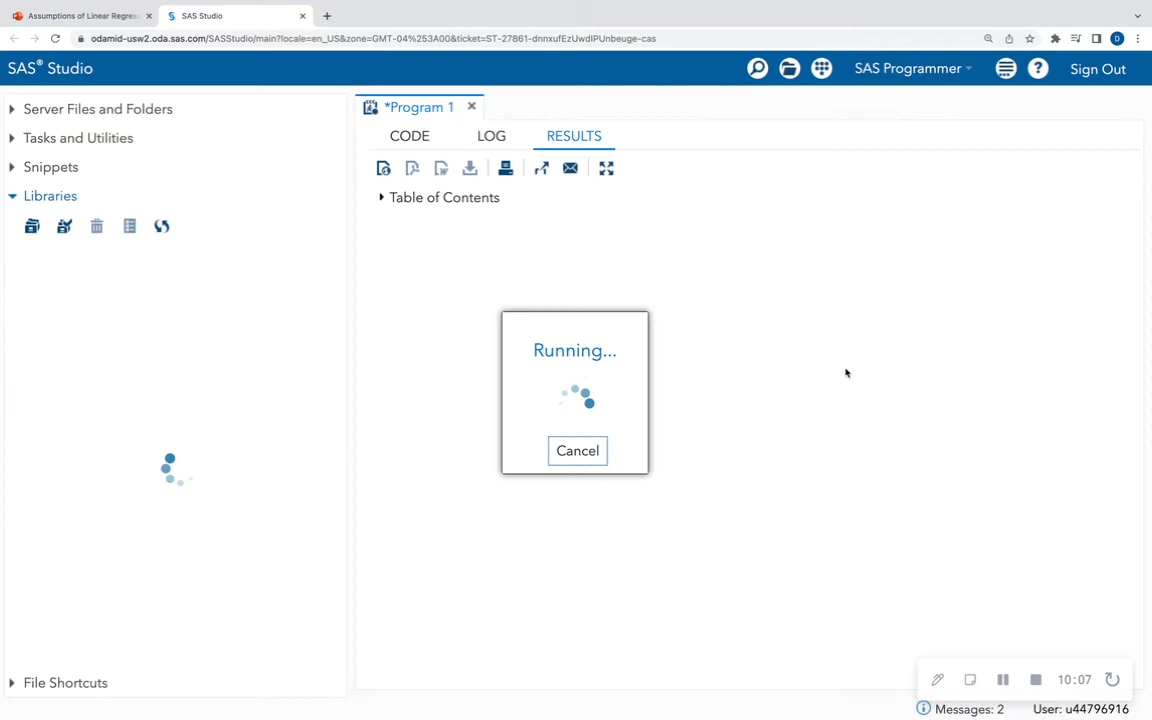 Assumptions of Linear Regres
SAS Studio
odamid-usw2.oda.sas.com/SASStudio/main?locale=en_US&zone=GMT-04%253A00&ticket=ST-27861-dnnxufEzUwdIPUnbeuge-cas
D
SAS® Studio
SAS Programmer
?
Sign Out
Server Files and Folders
Tasks and Utilities
Snippets
Libraries
File Shortcuts
*Program 1
CODE
LOG
RESULTS
Table of Contents
Running...
Cancel
10:07
Messages: 2
User: u44796916